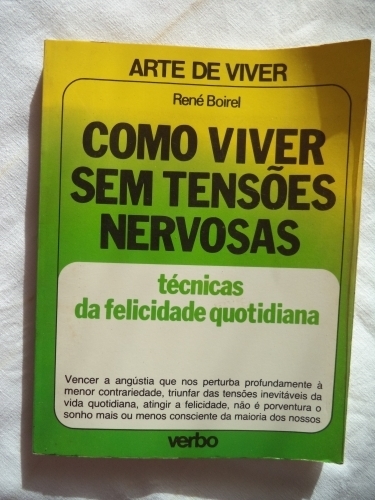 ARTE DE VIVER
René Boirel
COMO VIVER
SEM TENSÕES
NERVOSAS
técnicas
da felicidade quotidiana
Vencer a angústia que nos perturba profundamente à
menor contrariedade, triunfar das tensões inevitáveis da
vida quotidiana, atingir a felicidade, não é porventura o
sonho mais ou menos consciente da maioria dos nossos
verbo